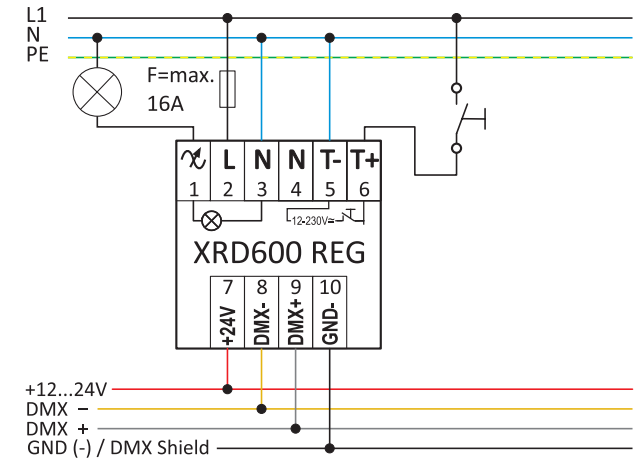 L1
N
PE
F=max.
16A
L N N T- T+
1 2 3 4 5 6
12-230V≂
XRD600 REG
7 8 9 10
+24V DMX- DMX+ GND-
+12...24V
DMX –
DMX +
GND (-) / DMX Shield